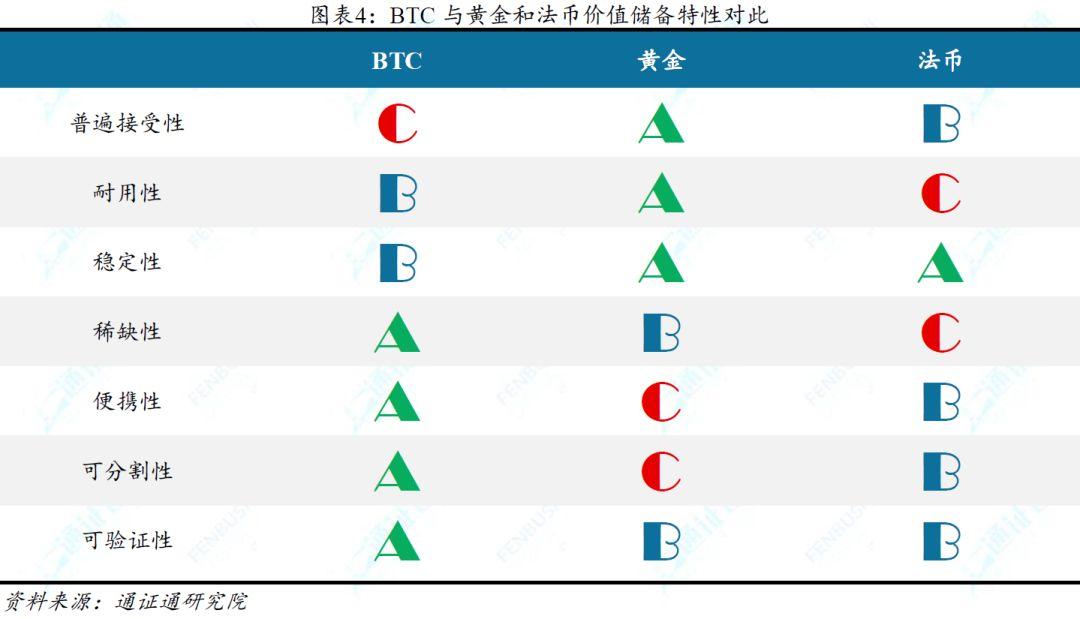 图表4：BTC 与黄金和法币价值储备特性对比
BTC 黄金 法币
普遍接受性 C A B
耐用性 B A C
稳定性 B A A
稀缺性 A B C
便携性 A C B
可分割性 A C B
可验证性 A B B
资料来源：通证通研究院